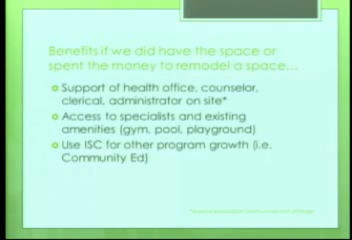 Benefits if we did have the space or
spent the money to remodel a space...
Support of health office, counselor,
clerical, administrator on site*
Access to specialists and existing
amenities (gym, pool, playground)
Use ISC for other program growth (i.e.
Community Ed)